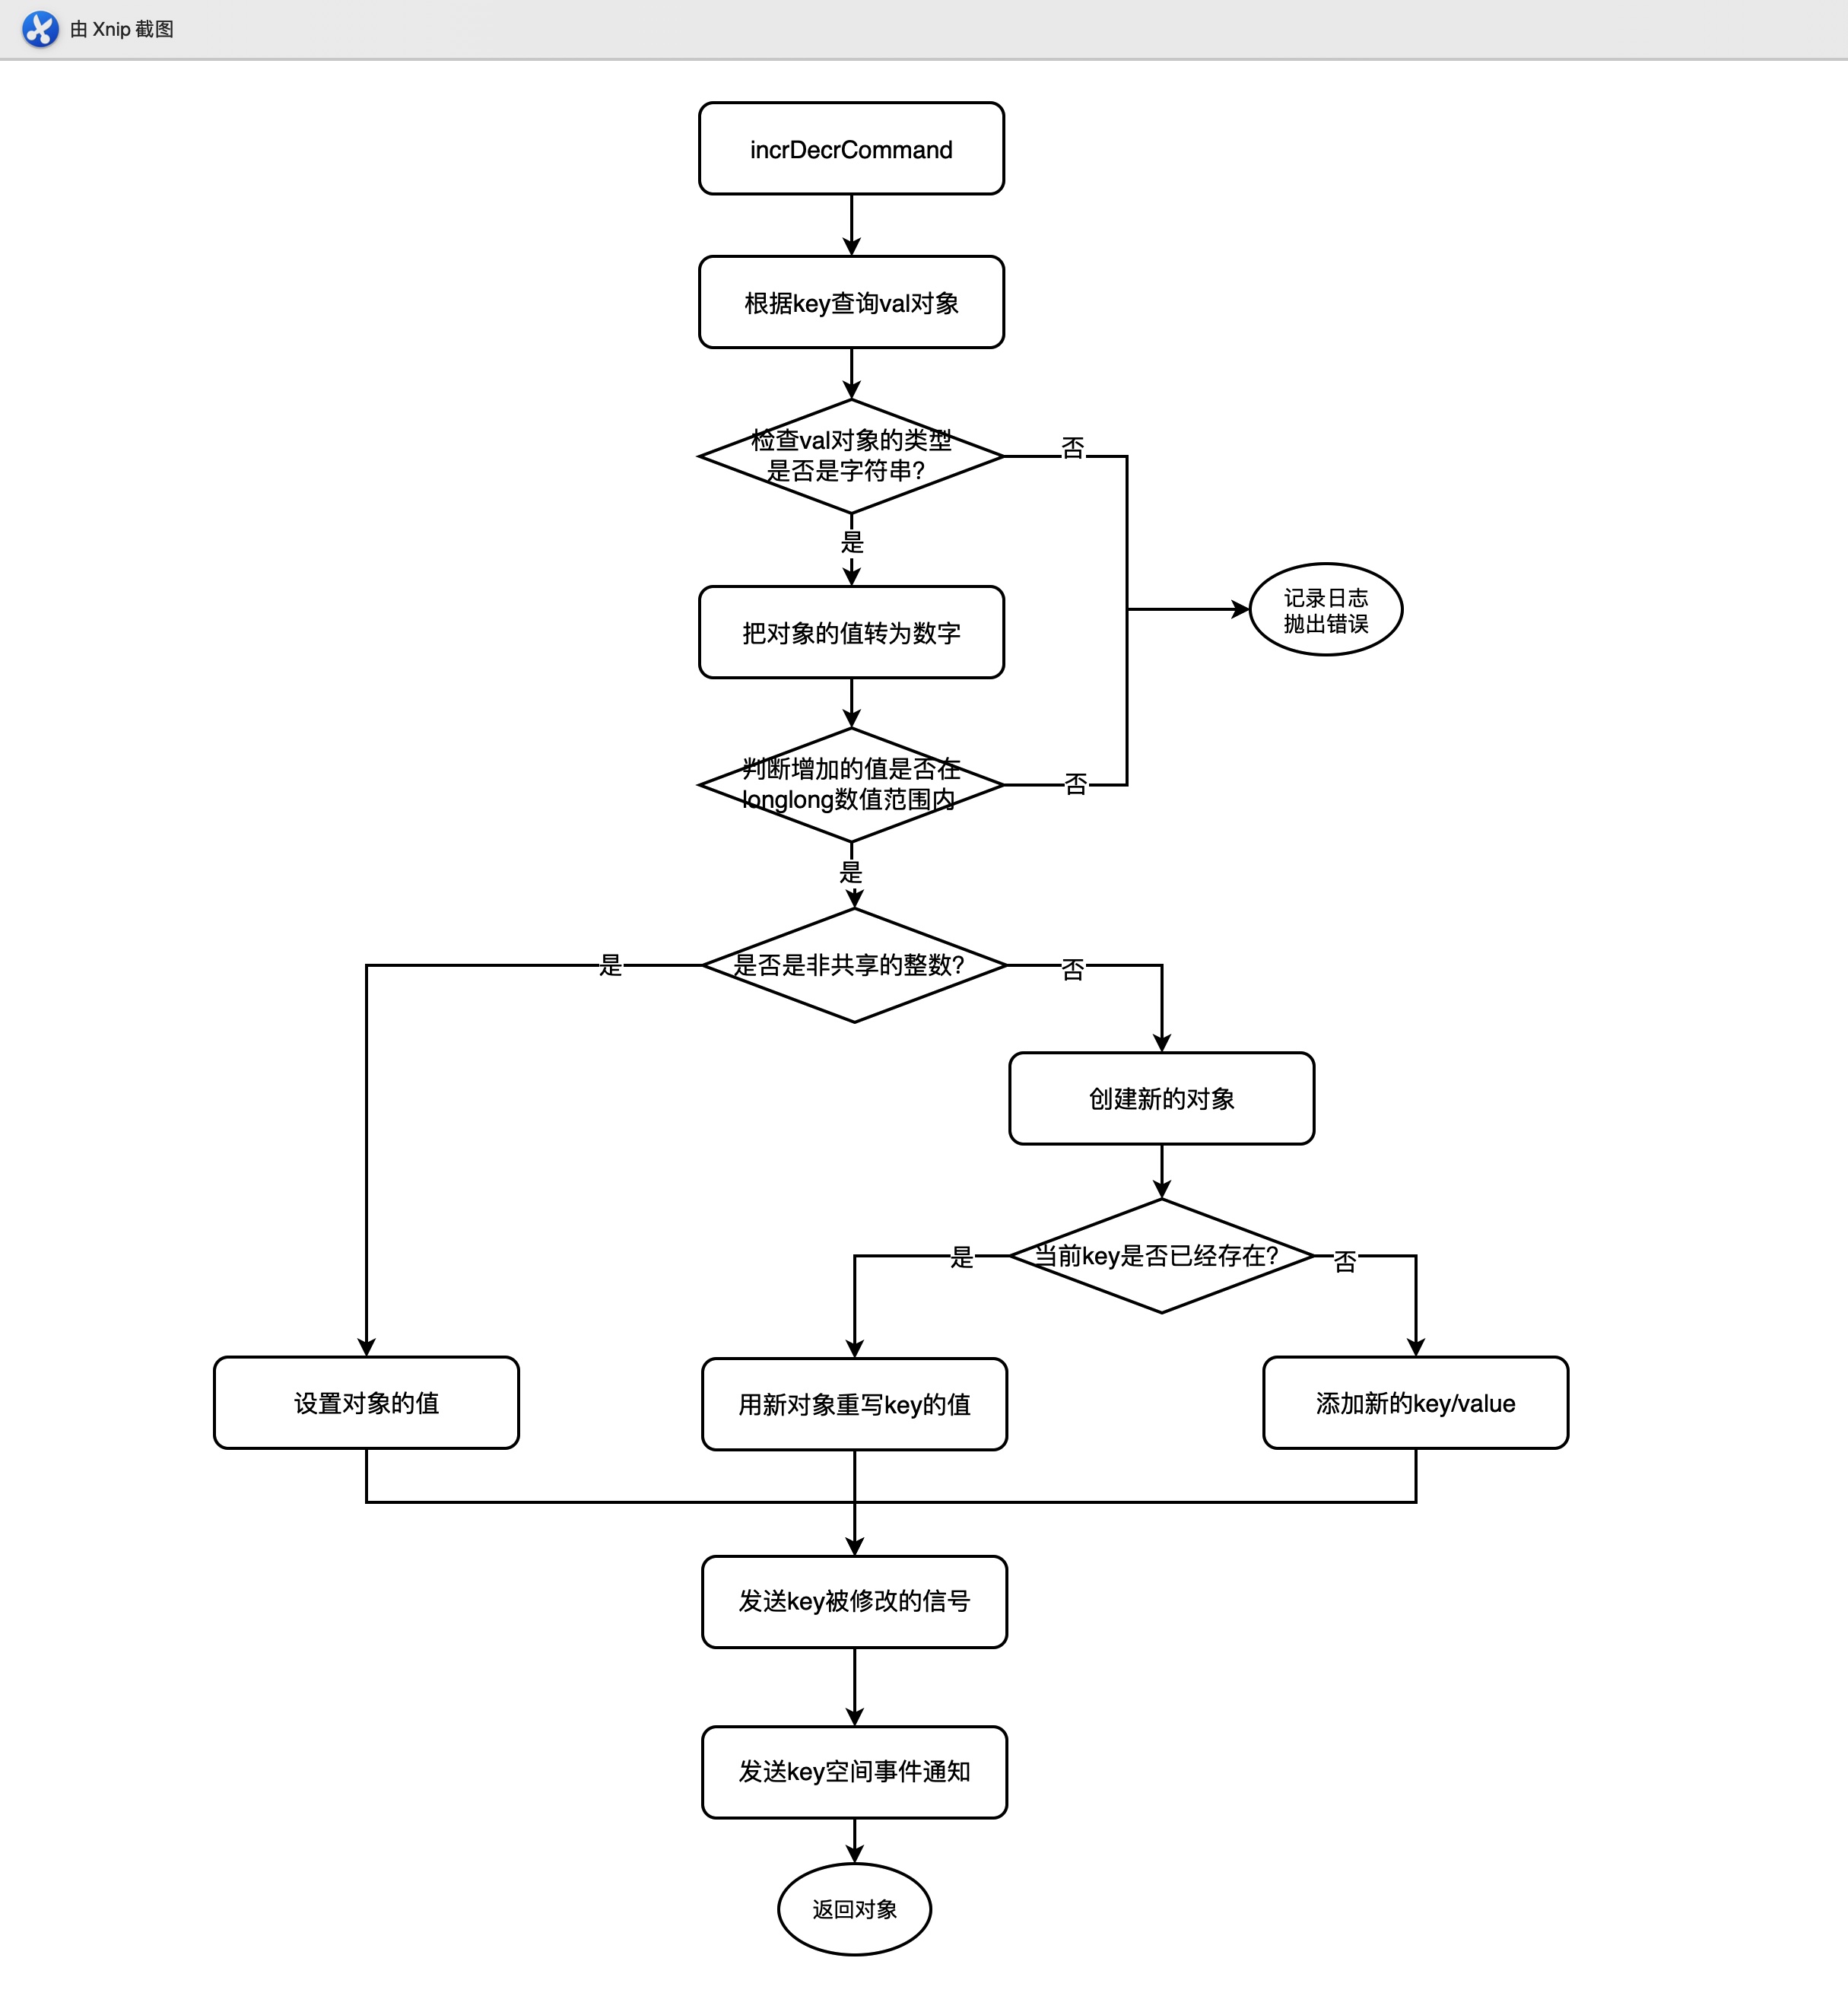 由 Xnip 截图
incrDecrCommand
根据key查询val对象
检查val对象的类型
是否是字符串?
否
是
记录日志
抛出错误
把对象的值转为数字
判断增加的值是否在
longlong数值范围内
否
是
是
是否是非共享的整数?
否
创建新的对象
是
当前key是否已经存在?
否
设置对象的值
用新对象重写key的值
添加新的key/value
发送key被修改的信号
发送key空间事件通知
返回对象